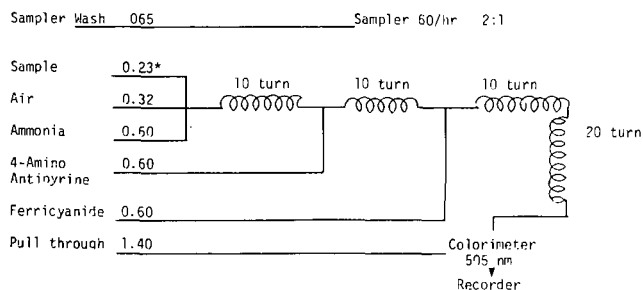 Sampler Wash 065 Sampler 60/hr 2:1
Sample 0.23*
10 turn 10 turn 10 turn
Air 0.32
Ammonia 0.60
20 turn
4-Amino
Antipyrine 0.60
Ferricyanide 0.60
Pull through 1.40
Colorimeter
505 nm
Recorder